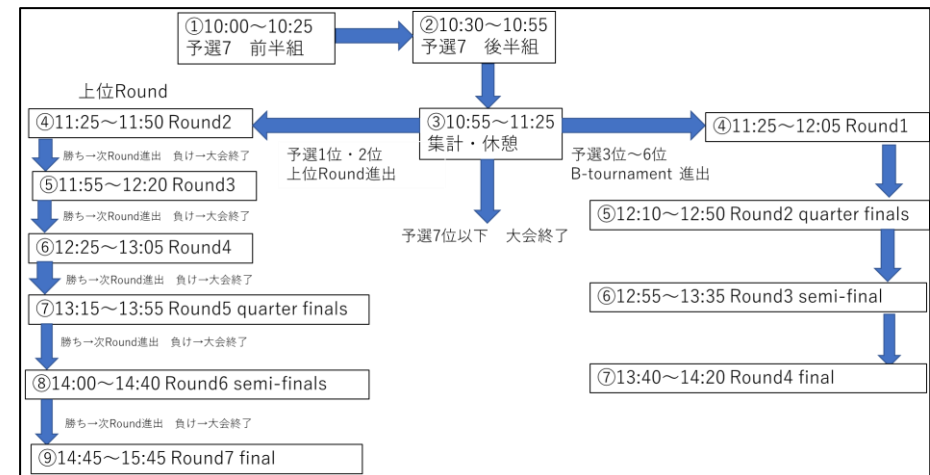 ①10:00～10:25
予選7　前半組
②10:30～10:55
予選7　後半組
上位Round
④11:25～11:50 Round2
③10:55～11:25
集計・休憩
④11:25～12:05 Round1
勝ち→次Round進出　負け→大会終了
予選1位・2位
上位Round進出
予選3位～6位
B-tournament 進出
⑤11:55～12:20 Round3
勝ち→次Round進出　負け→大会終了
⑤12:10～12:50 Round2 quarter finals
予選7位以下　大会終了
⑥12:25～13:05 Round4
勝ち→次Round進出　負け→大会終了
⑥12:55～13:35 Round3 semi-final
⑦13:15～13:55 Round5 quarter finals
勝ち→次Round進出　負け→大会終了
⑦13:40～14:20 Round4 final
⑧14:00～14:40 Round6 semi-finals
勝ち→次Round進出　負け→大会終了
⑨14:45～15:45 Round7 final